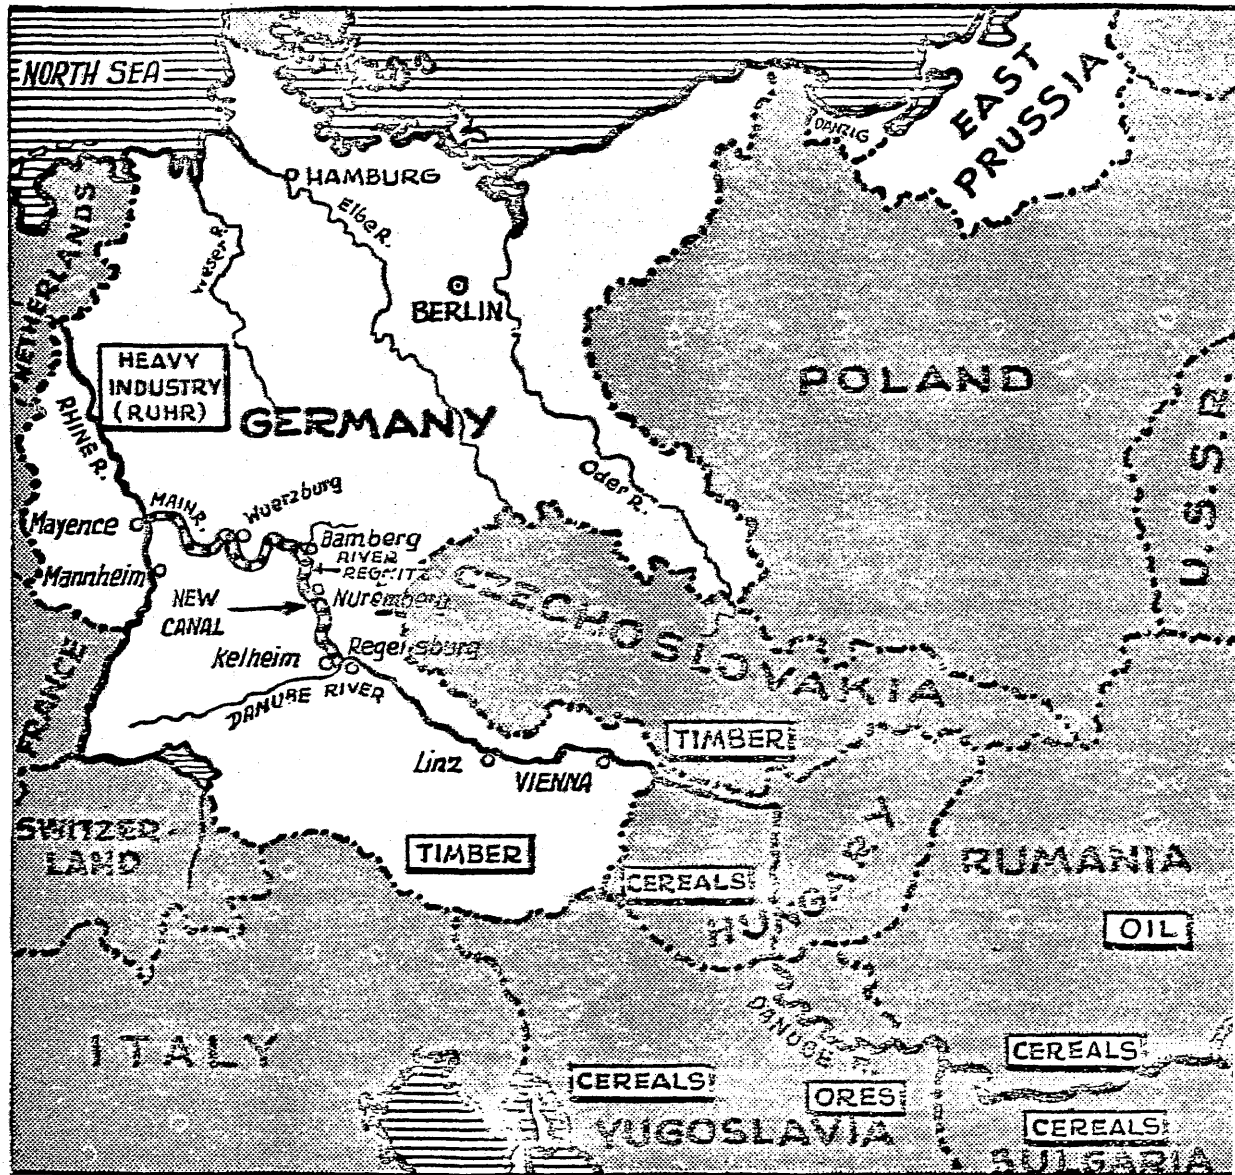 NORTH SEA
EAST
PRUSSIA
DANZIG
HAMBURG
Elbe R.
Weser R.
NETHERLANDS
BERLIN
HEAVY
INDUSTRY
(RUHR)
GERMANY
POLAND
U.S.S.R.
RHINE R.
Oder R.
MAIN R.
Wuerzburg
Mayence
Bamberg
RIVER
REGNITZ
Mannheim
NEW
CANAL
Nuremberg
CZECHOSLOVAKIA
Kelheim
Regensburg
FRANCE
DANUBE RIVER
TIMBER
Linz
VIENNA
SWITZER-
LAND
TIMBER
CEREALS
HUNGARY
RUMANIA
OIL
ITALY
DANUBE R.
CEREALS
CEREALS
ORES
YUGOSLAVIA
CEREALS
BULGARIA